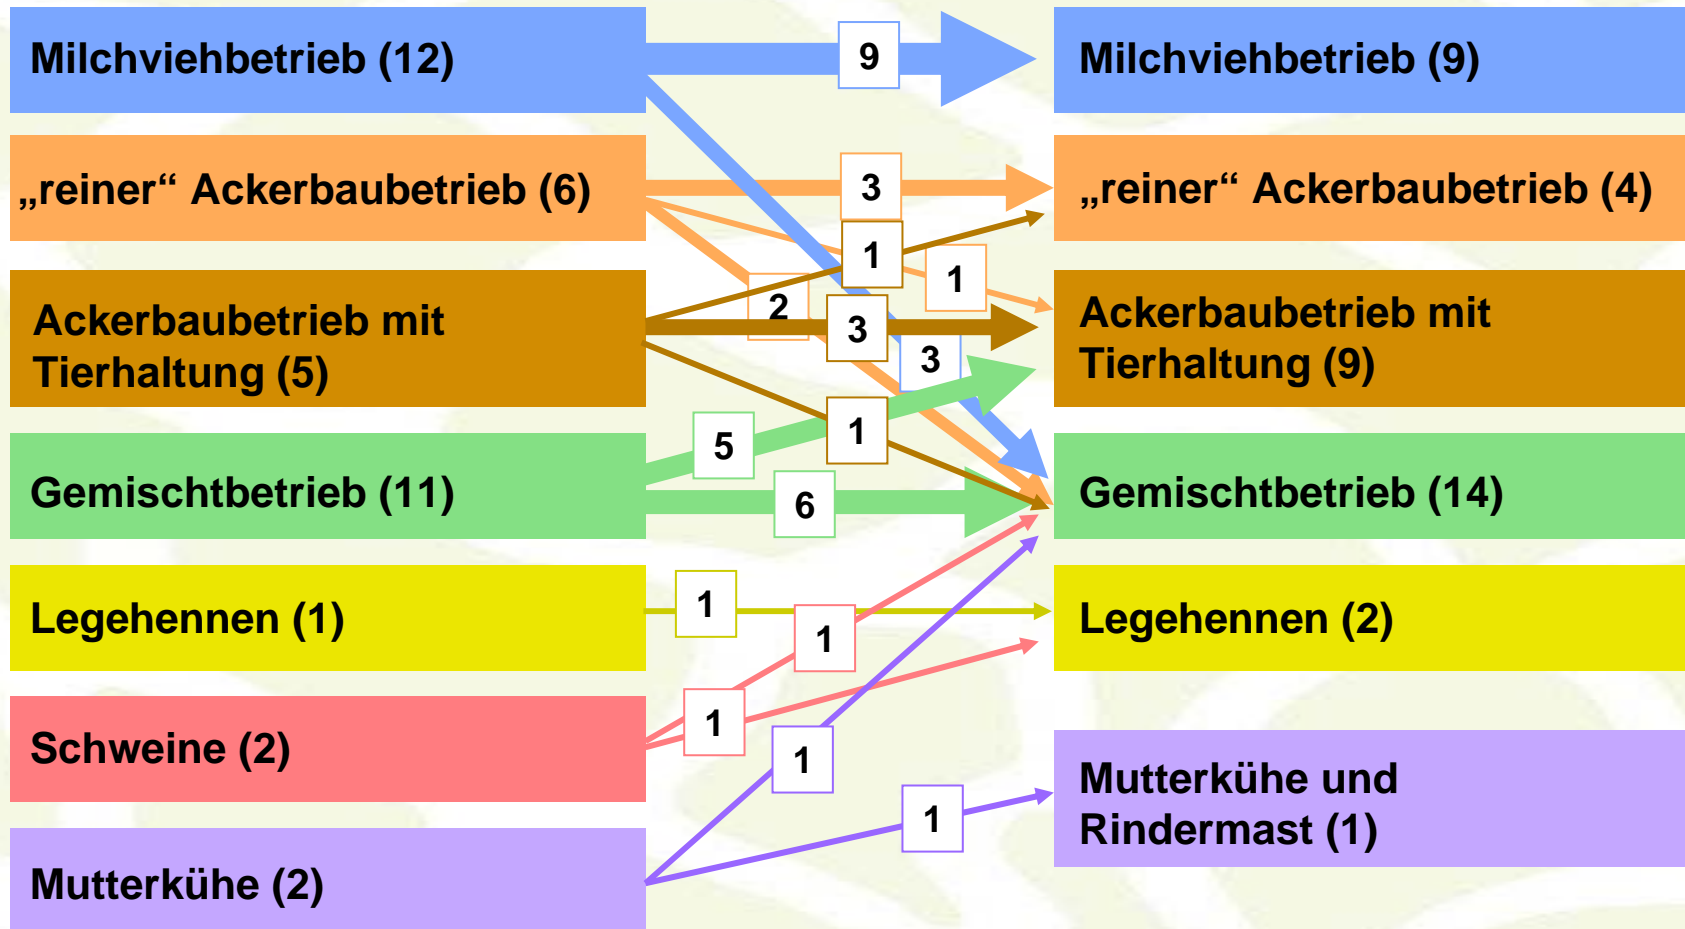 Milchviehbetrieb (12)
9
Milchviehbetrieb (9)
„reiner“ Ackerbaubetrieb (6)
3
„reiner“ Ackerbaubetrieb (4)
1
1
2
Ackerbaubetrieb mit
Tierhaltung (5)
3
3
Ackerbaubetrieb mit
Tierhaltung (9)
1
5
Gemischtbetrieb (11)
6
Gemischtbetrieb (14)
Legehennen (1)
1
1
Legehennen (2)
Schweine (2)
1
1
Mutterkühe und
Rindermast (1)
1
Mutterkühe (2)